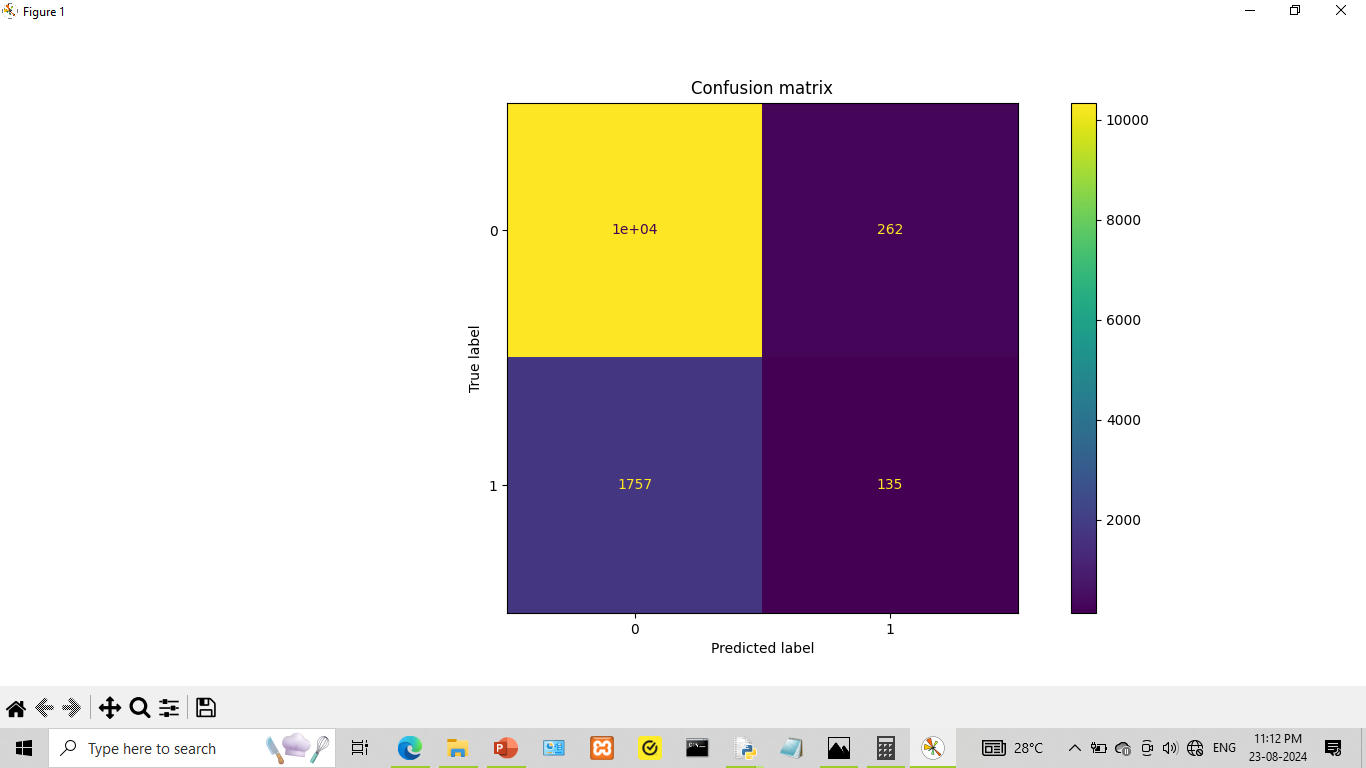 Figure 1
Confusion matrix
1e+04
262
1757
135
0
1
True label
0
1
Predicted label
10000
8000
6000
4000
2000
Type here to search
28°C
ENG
11:12 PM
23-08-2024